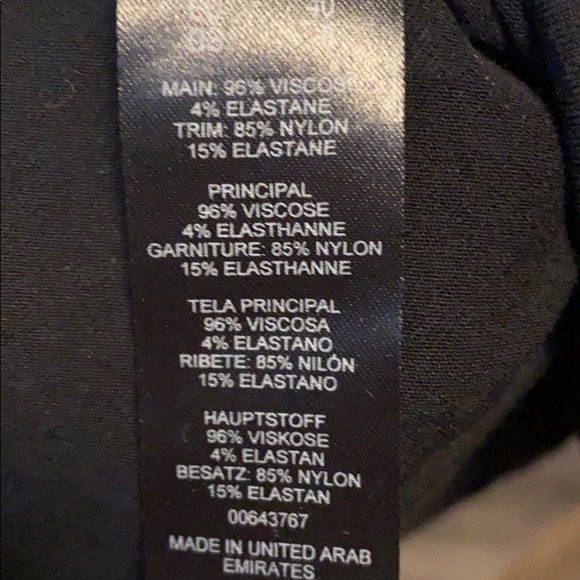 40
MAIN: 96% VISCOSE
4% ELASTANE
TRIM: 85% NYLON
15% ELASTANE
PRINCIPAL
96% VISCOSE
4% ELASTHANNE
GARNITURE: 85% NYLON
15% ELASTHANNE
TELA PRINCIPAL
96% VISCOSA
4% ELASTANO
RIBETE: 85% NILÓN
15% ELASTANO
HAUPTSTOFF
96% VISKOSE
4% ELASTAN
BESATZ: 85% NYLON
15% ELASTAN
00643767
MADE IN UNITED ARAB
EMIRATES